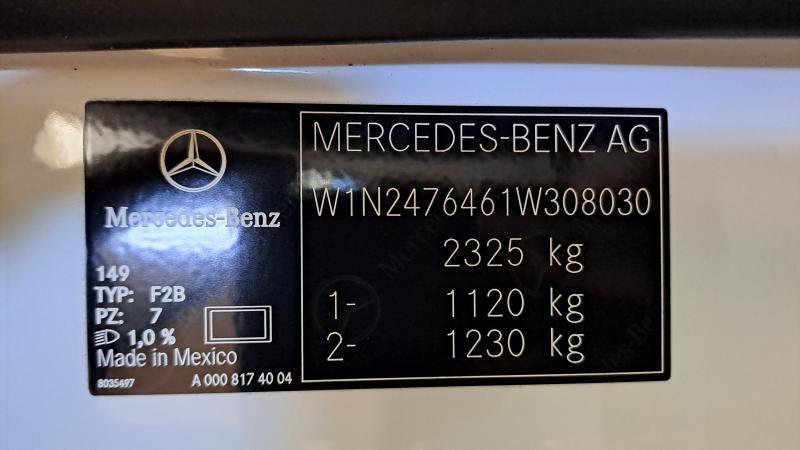 Mercedes-Benz
149
TYP: F2B
PZ: 7
1,0 %
Made in Mexico
8035497
A 000 817 40 04
MERCEDES-BENZ AG
W1N2476461W308030
2325 kg
1- 1120 kg
2- 1230 kg